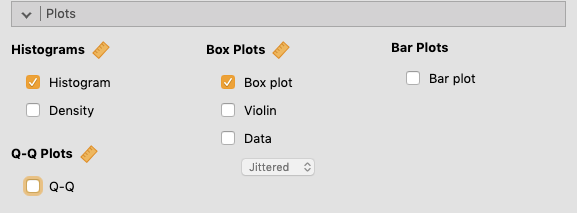 Plots
Histograms
Histogram
Density
Q-Q Plots
Q-Q
Box Plots
Box plot
Violin
Data
Jittered
Bar Plots
Bar plot